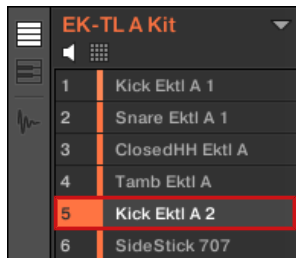 EK-TL A Kit
1 Kick Ektl A 1
2 Snare Ektl A 1
3 ClosedHH Ektl A
4 Tamb Ektl A
5 Kick Ektl A 2
6 SideStick 707